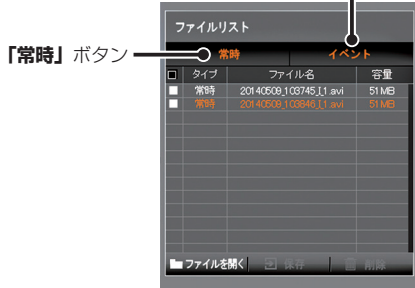 ファイルリスト
「常時」ボタン
常時 イベント
タイプ ファイル名 容量
常時 20140509_103745_I_1.avi 51 MB
常時 20140509_103846_I_1.avi 51 MB
ファイルを開く 保存 削除